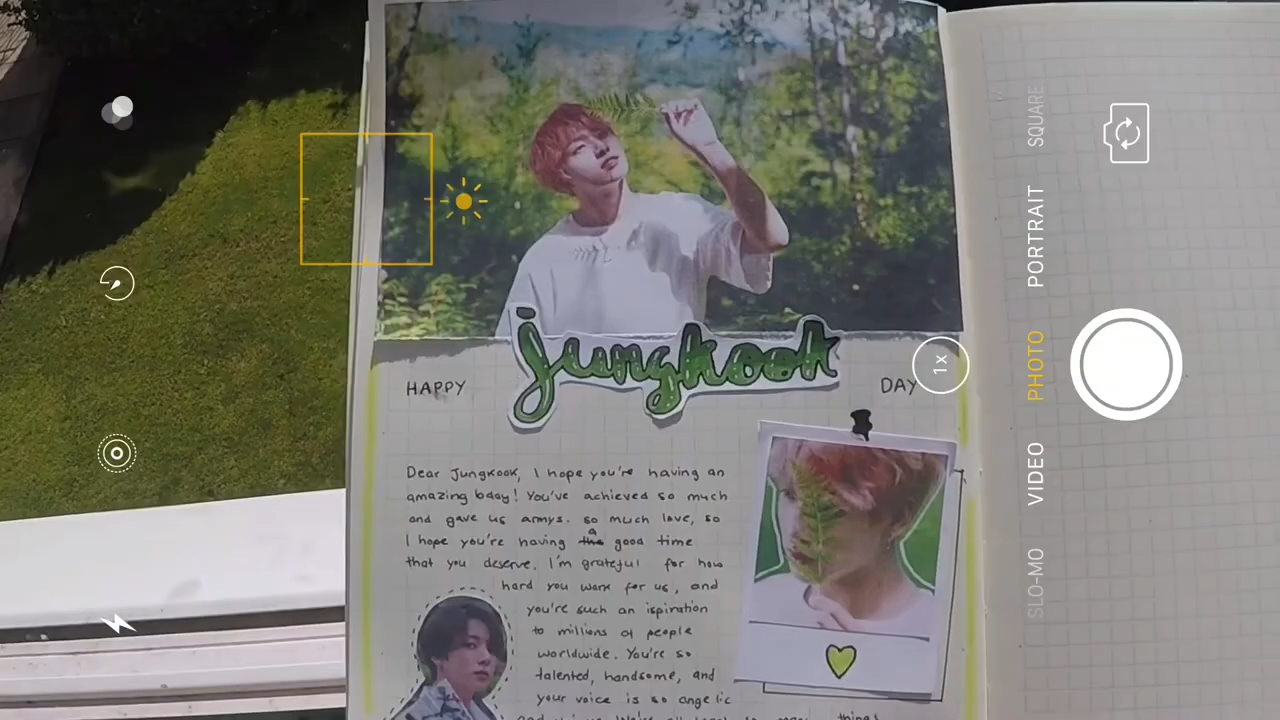 jungkook
HAPPY
DAY
Dear Jungkook, I hope you're having an
amazing bday! You've achieved so much
and gave us armys. so much love, so
a
I hope you're having the good time
that you deserve. I'm grateful for how
hard you work for us, and
you're such an ispiration
to millions of people
worldwide. You're so
talented, handsome, and
your voice is so angelic
things
1×
SQUARE
PORTRAIT
PHOTO
VIDEO
SLO-MO